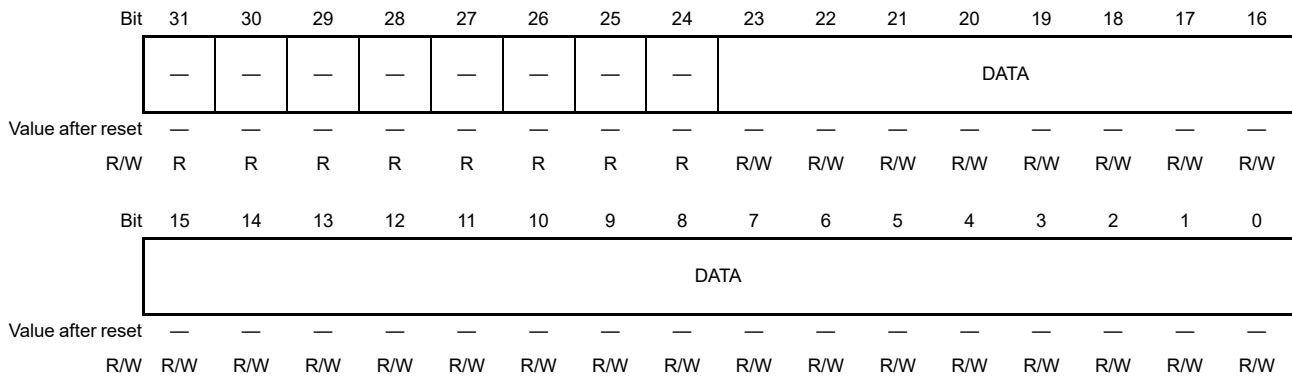 Bit 31 30 29 28 27 26 25 24 23 22 21 20 19 18 17 16
— — — — — — — — DATA
Value after reset — — — — — — — — — — — — — — — —
R/W R R R R R R R R R/W R/W R/W R/W R/W R/W R/W R/W
Bit 15 14 13 12 11 10 9 8 7 6 5 4 3 2 1 0
DATA
Value after reset — — — — — — — — — — — — — — — —
R/W R/W R/W R/W R/W R/W R/W R/W R/W R/W R/W R/W R/W R/W R/W R/W R/W